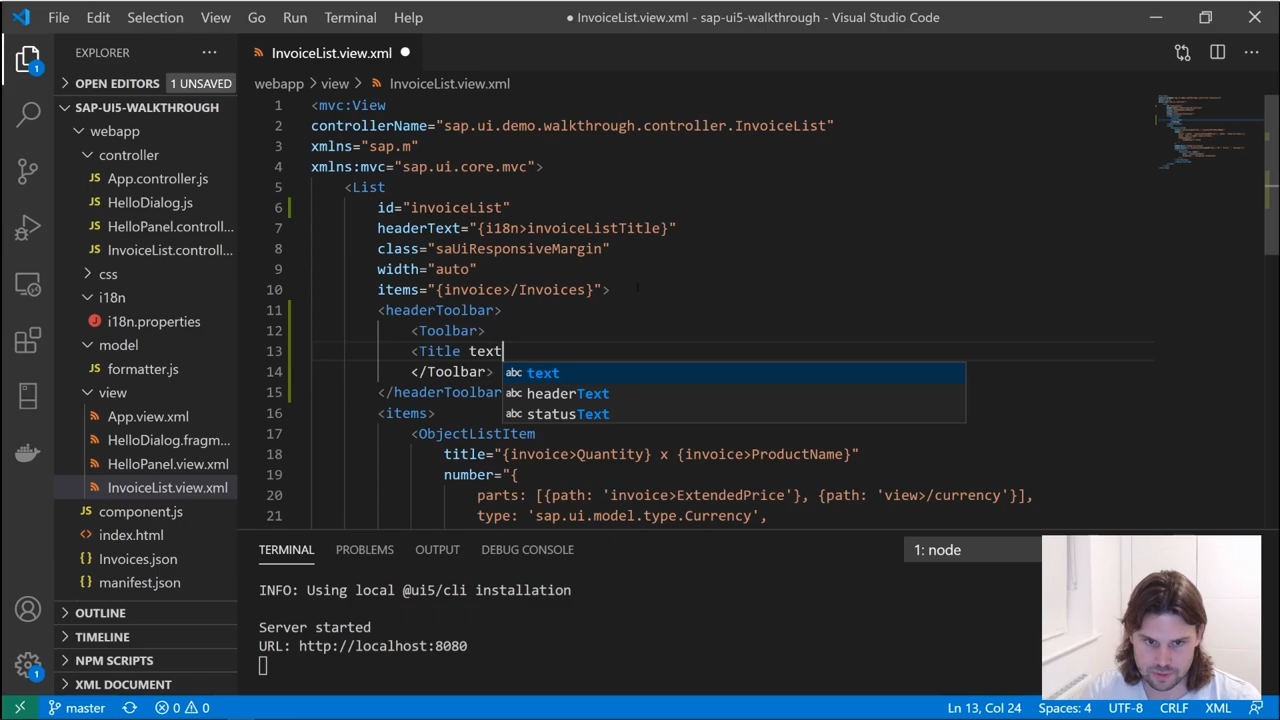 File Edit Selection View Go Run Terminal Help ● InvoiceList.view.xml - sap-ui5-walkthrough - Visual Studio Code
EXPLORER
OPEN EDITORS 1 UNSAVED
SAP-UI5-WALKTHROUGH
webapp
controller
App.controller.js
HelloDialog.js
HelloPanel.controll...
InvoiceList.controll...
css
i18n
i18n.properties
model
formatter.js
view
App.view.xml
HelloDialog.fragm...
HelloPanel.view.xml
InvoiceList.view.xml
component.js
index.html
{} Invoices.json
{} manifest.json
OUTLINE
TIMELINE
NPM SCRIPTS
XML DOCUMENT
1
1
InvoiceList.view.xml ●
webapp > view > InvoiceList.view.xml
1 <mvc:View
2 controllerName="sap.ui.demo.walkthrough.controller.InvoiceList"
3 xmlns="sap.m"
4 xmlns:mvc="sap.ui.core.mvc">
5 <List
6 id="invoiceList"
7 headerText="{i18n>invoiceListTitle}"
8 class="saUiResponsiveMargin"
9 width="auto"
10 items="{invoice>/Invoices}">
11 <headerToolbar>
12 <Toolbar>
13 <Title text
14 </Toolbar>
15 </headerToolbar
16 <items>
17 <ObjectListItem
18 title="{invoice>Quantity} x {invoice>ProductName}"
19 number="{
20 parts: [{path: 'invoice>ExtendedPrice'}, {path: 'view>/currency'}],
21 type: 'sap.ui.model.type.Currency',
abc text
abc headerText
abc statusText
TERMINAL PROBLEMS OUTPUT DEBUG CONSOLE 1: node
INFO: Using local @ui5/cli installation
Server started
URL: http://localhost:8080
master 0 0 Ln 13, Col 24 Spaces: 4 UTF-8 CRLF XML